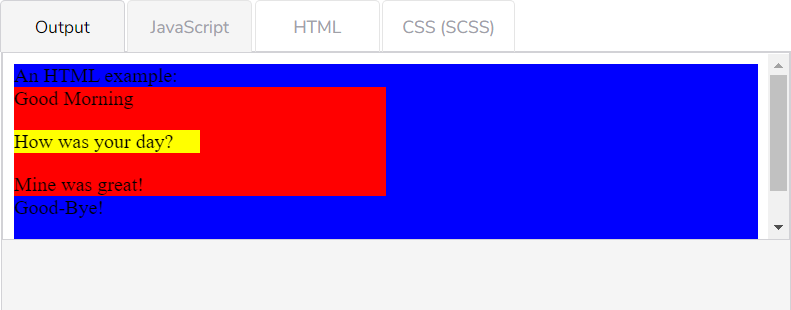 Output JavaScript HTML CSS (SCSS)
An HTML example:
Good Morning
How was your day?
Mine was great!
Good-Bye!